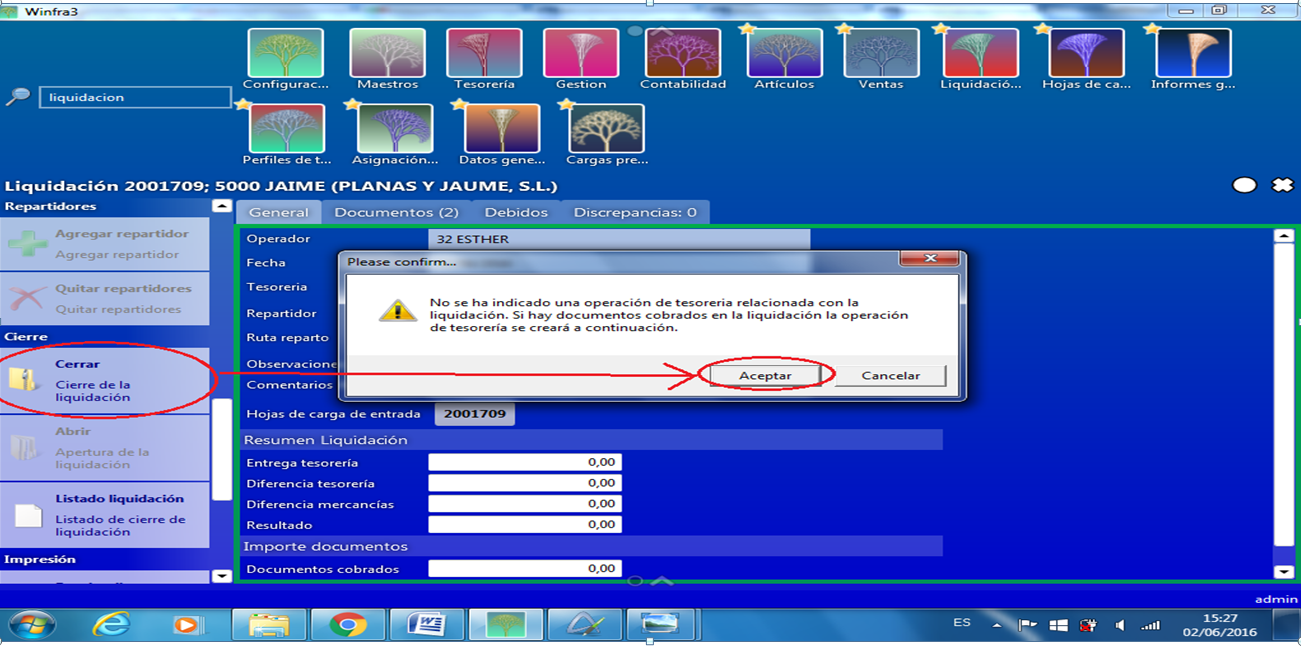 Winfra3
Configurac...
Maestros
Tesorería
Gestion
Contabilidad
Artículos
Ventas
Liquidació...
Hojas de ca...
Informes g...
liquidacion
Perfiles de t...
Asignación...
Datos gene...
Cargas pre...
Liquidación 2001709; 5000 JAIME (PLANAS Y JAUME, S.L.)
Repartidores
Agregar repartidor
Agregar repartidor
Quitar repartidores
Quitar repartidores
Cierre
Cerrar
Cierre de la
liquidación
Abrir
Apertura de la
liquidación
Listado liquidación
Listado de cierre de
liquidación
Impresión
General
Documentos (2)
Debidos
Discrepancias: 0
Operador
32 ESTHER
Fecha
Tesoreria
Repartidor
Ruta reparto
Observacione
Comentarios
Please confirm...
No se ha indicado una operación de tesoreria relacionada con la
liquidación. Si hay documentos cobrados en la liquidación la operación
de tesorería se creará a continuación.
Aceptar
Cancelar
Hojas de carga de entrada
2001709
Resumen Liquidación
Entrega tesorería
0,00
Diferencia tesorería
0,00
Diferencia mercancías
0,00
Resultado
0,00
Importe documentos
Documentos cobrados
0,00
admin
ES
15:27
02/06/2016